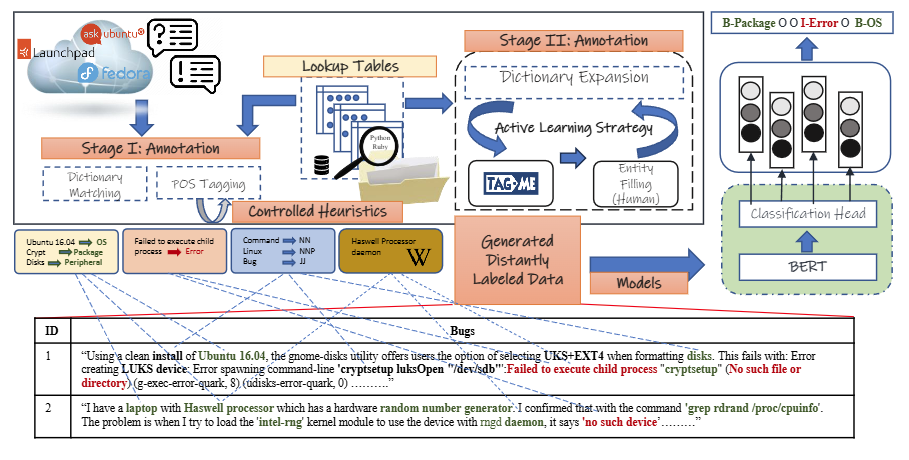 ask ubuntu
Launchpad
fedora
Stage I: Annotation
Dictionary
Matching
POS Tagging
Lookup Tables
Python
Ruby
Controlled Heuristics
Stage II: Annotation
Dictionary Expansion
Active Learning Strategy
TAGME
Entity
Filling
(Human)
B-Package O O I-Error O B-OS
Classification Head
BERT
Ubuntu 16.04 OS
Crypt Package
Disks Peripheral
Failed to execute child
process Error
Command NN
Linux NNP
Bug JJ
Haswell Processor
daemon W
Generated
Distantly
Labeled Data
Models
ID Bugs
1 "Using a clean install of Ubuntu 16.04, the gnome-disks utility offers users the option of selecting UKS+EXT4 when formatting disks. This fails with: Error
creating LUKS device: Error spawning command-line 'cryptsetup luksOpen "/dev/sdb"':Failed to execute child process "cryptsetup" (No such file or
directory) (g-exec-error-quark, 8) (udisks-error-quark, 0) ………."
2 "I have a laptop with Haswell processor which has a hardware random number generator. I confirmed that with the command 'grep rdrand /proc/cpuinfo'.
The problem is when I try to load the 'intel-rng' kernel module to use the device with rngd daemon, it says 'no such device'………"